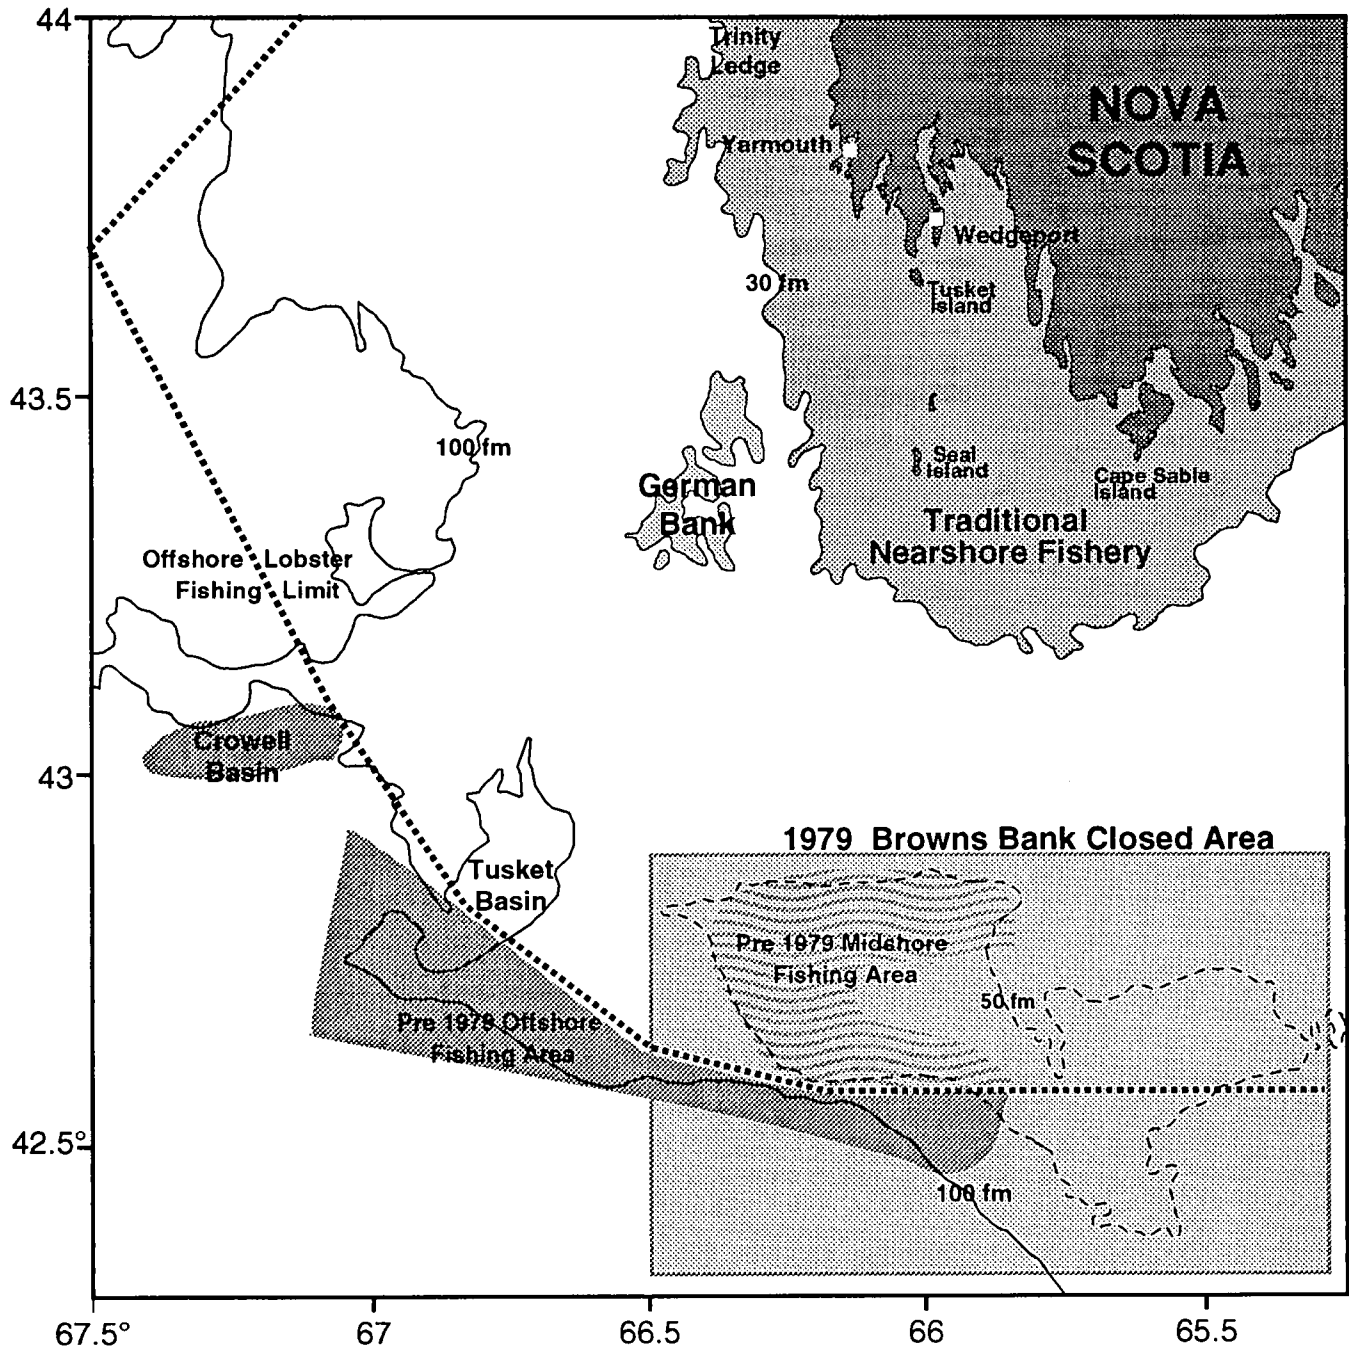 44
Trinity
Ledge
NOVA
SCOTIA
Yarmouth
Wedgeport
30 fm
Tusket
Island
43.5
100 fm
Seal
Island
Cape Sable
Island
German
Bank
Traditional
Nearshore Fishery
Offshore Lobster
Fishing Limit
Crowell
Basin
43
1979 Browns Bank Closed Area
Tusket
Basin
Pre 1979 Midshore
Fishing Area
50 fm
Pre 1979 Offshore
Fishing Area
42.5°
100 fm
67.5°
67
66.5
66
65.5